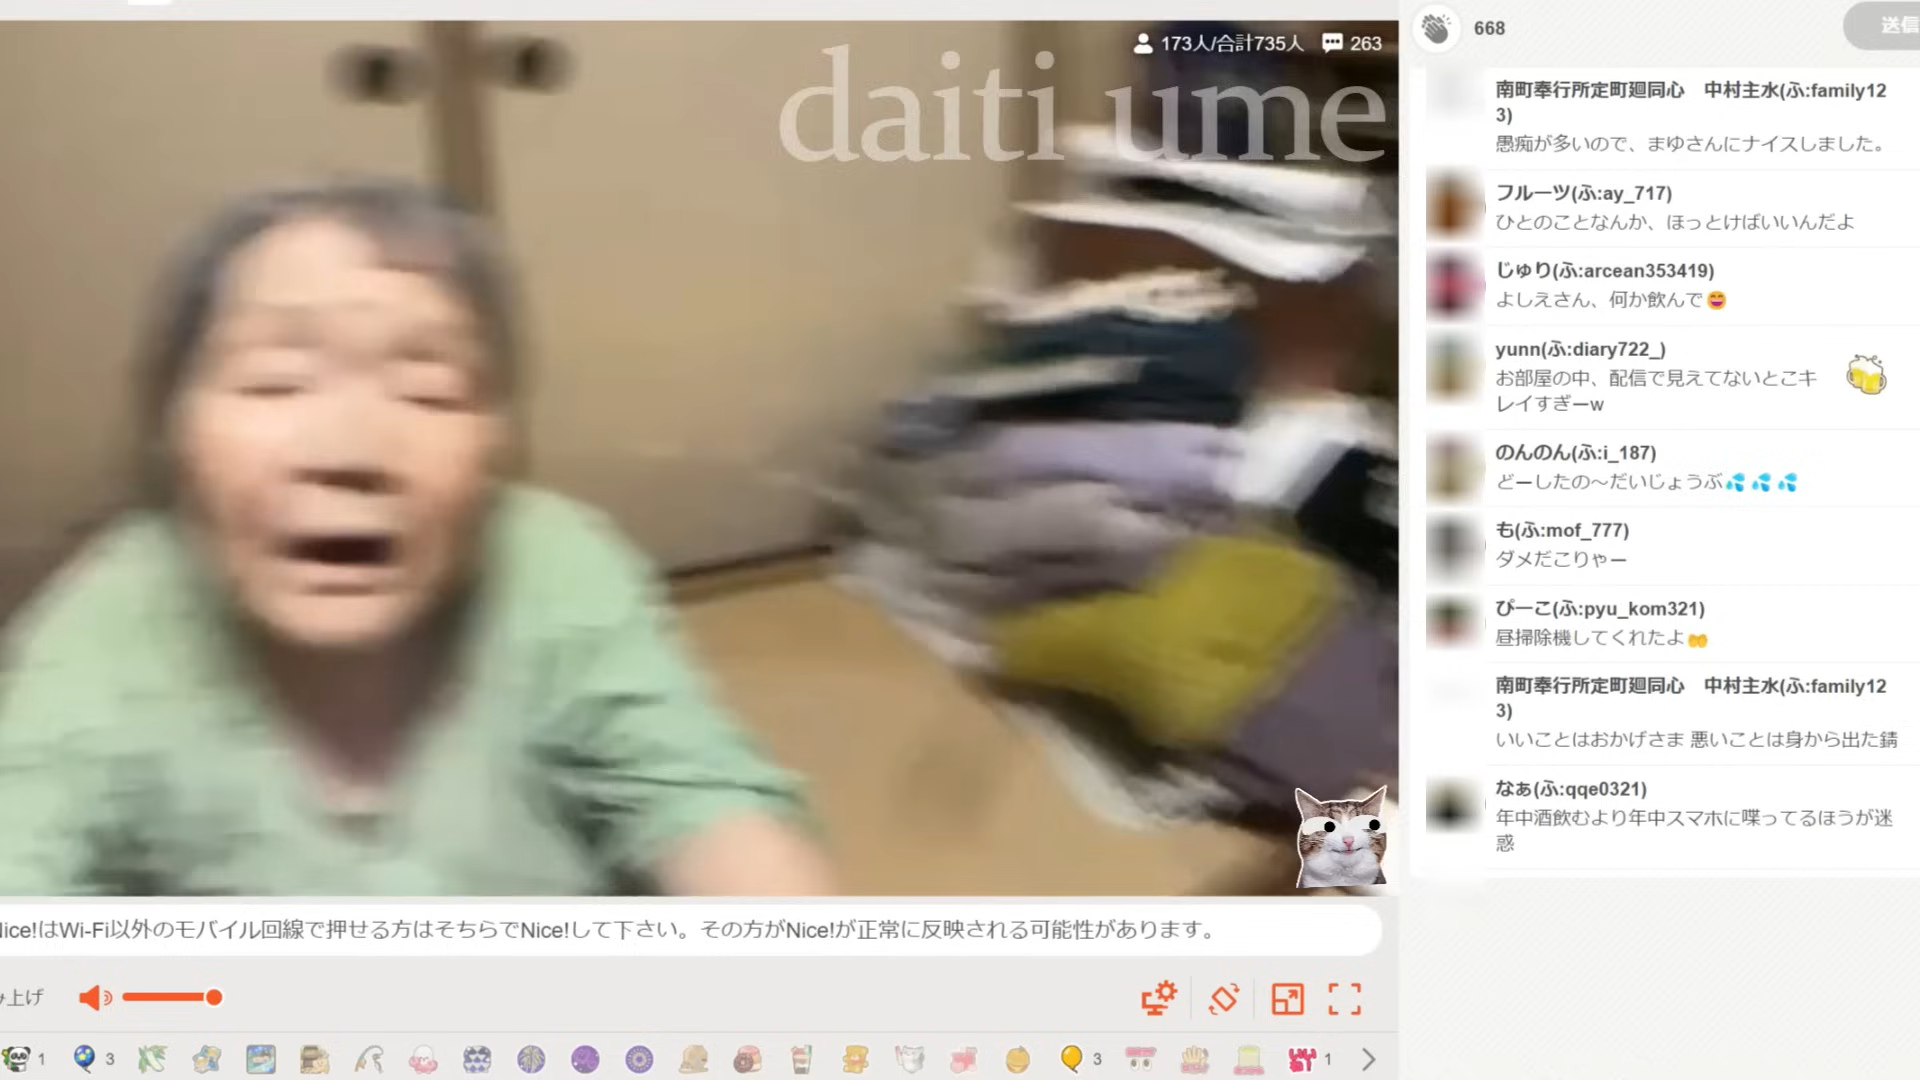 173人/合計735人 263
daiti ume
668
送信
南町奉行所定町廻同心　中村主水(ふ:family12
3)
愚痴が多いので、まゆさんにナイスしました。
フルーツ(ふ:ay_717)
ひとのことなんか、ほっとけばいいんだよ
じゅり(ふ:arcean353419)
よしえさん、何か飲んで😄
yunn(ふ:diary722_)
お部屋の中、配信で見えてないとこキ
レイすぎーw
のんのん(ふ:i_187)
どーしたの〜だいじょうぶ💦💦💦
も(ふ:mof_777)
ダメだこりゃー
ぴーこ(ふ:pyu_kom321)
昼掃除機してくれたよ👐
南町奉行所定町廻同心　中村主水(ふ:family12
3)
いいことはおかげさま 悪いことは身から出た錆
なぁ(ふ:qqe0321)
年中酒飲むより年中スマホに喋ってるほうが迷
惑
Nice!はWi-Fi以外のモバイル回線で押せる方はそちらでNice!して下さい。その方がNice!が正常に反映される可能性があります。
み上げ
1 3 3 1